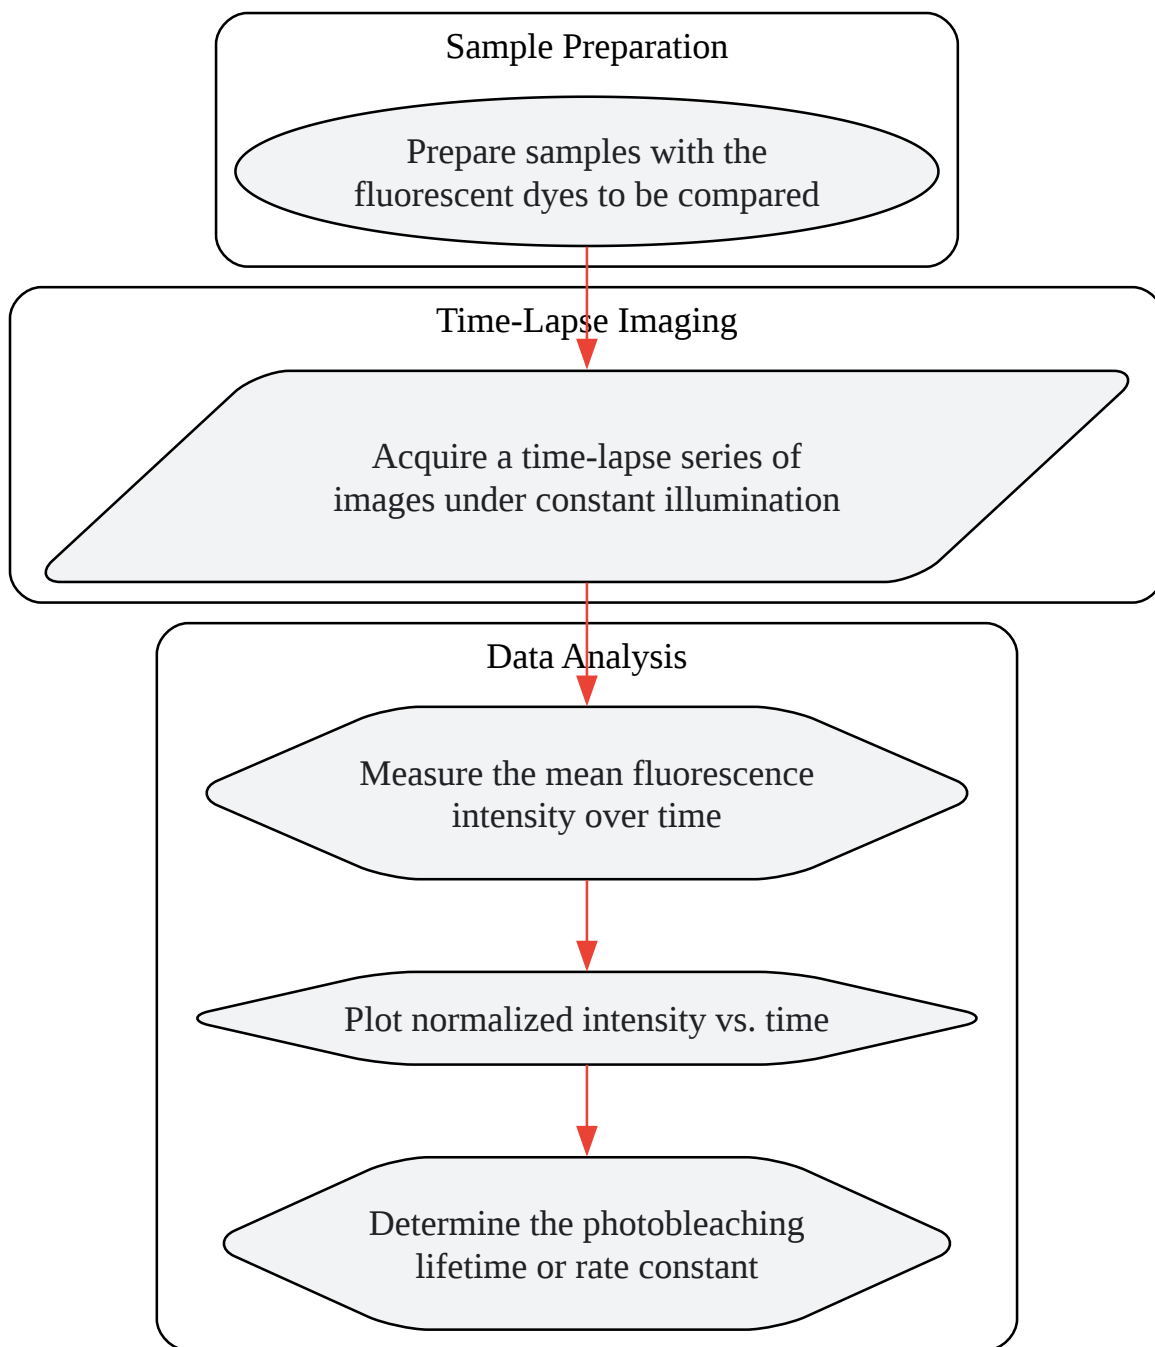 Sample Preparation
Prepare samples with the
fluorescent dyes to be compared
Time-Lapse Imaging
Acquire a time-lapse series of
images under constant illumination
Data Analysis
Measure the mean fluorescence
intensity over time
Plot normalized intensity vs. time
Determine the photobleaching
lifetime or rate constant